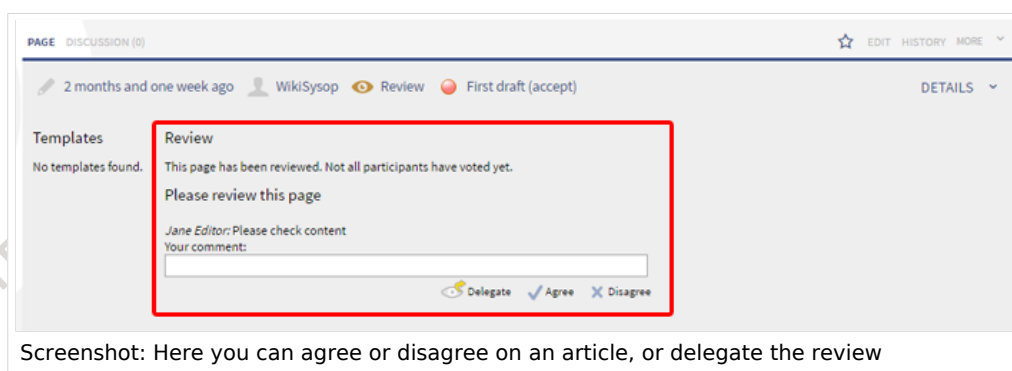 PAGE DISCUSSION (0) EDIT HISTORY MORE
2 months and one week ago WikiSysop Review First draft (accept) DETAILS
Templates
No templates found.
Review
This page has been reviewed. Not all participants have voted yet.
Please review this page
Jane Editor: Please check content
Your comment:
Delegate Agree Disagree
Screenshot: Here you can agree or disagree on an article, or delegate the review